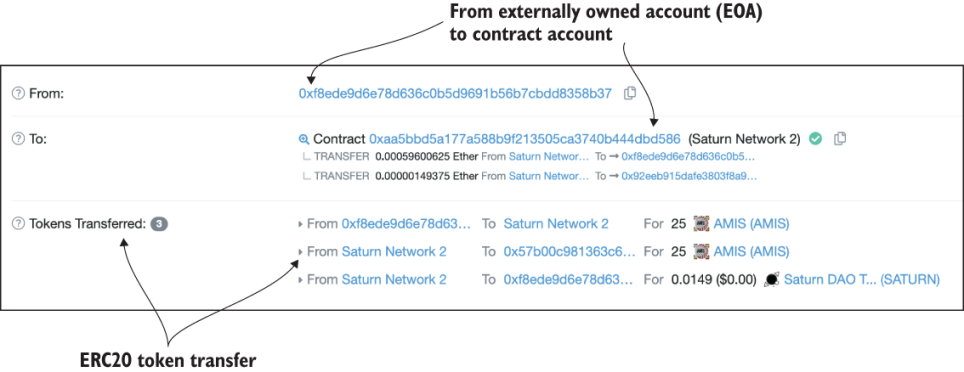 From externally owned account (EOA)
to contract account
From:
0xf8ede9d6e78d636c0b5d9691b56b7cbdd8358b37
To:
Contract 0xaa5bbd5a177a588b9f213505ca3740b444dbd586 (Saturn Network 2)
TRANSFER 0.00059600625 Ether From Saturn Networ... To → 0xf8ede9d6e78d636c0b5...
TRANSFER 0.00000149375 Ether From Saturn Networ... To → 0x92eeb915dafe3803f8a9...
Tokens Transferred: 3
From 0xf8ede9d6e78d63... To Saturn Network 2 For 25 AMIS (AMIS)
From Saturn Network 2 To 0x57b00c981363c6... For 25 AMIS (AMIS)
From Saturn Network 2 To 0xf8ede9d6e78d63... For 0.0149 ($0.00) Saturn DAO T... (SATURN)
ERC20 token transfer